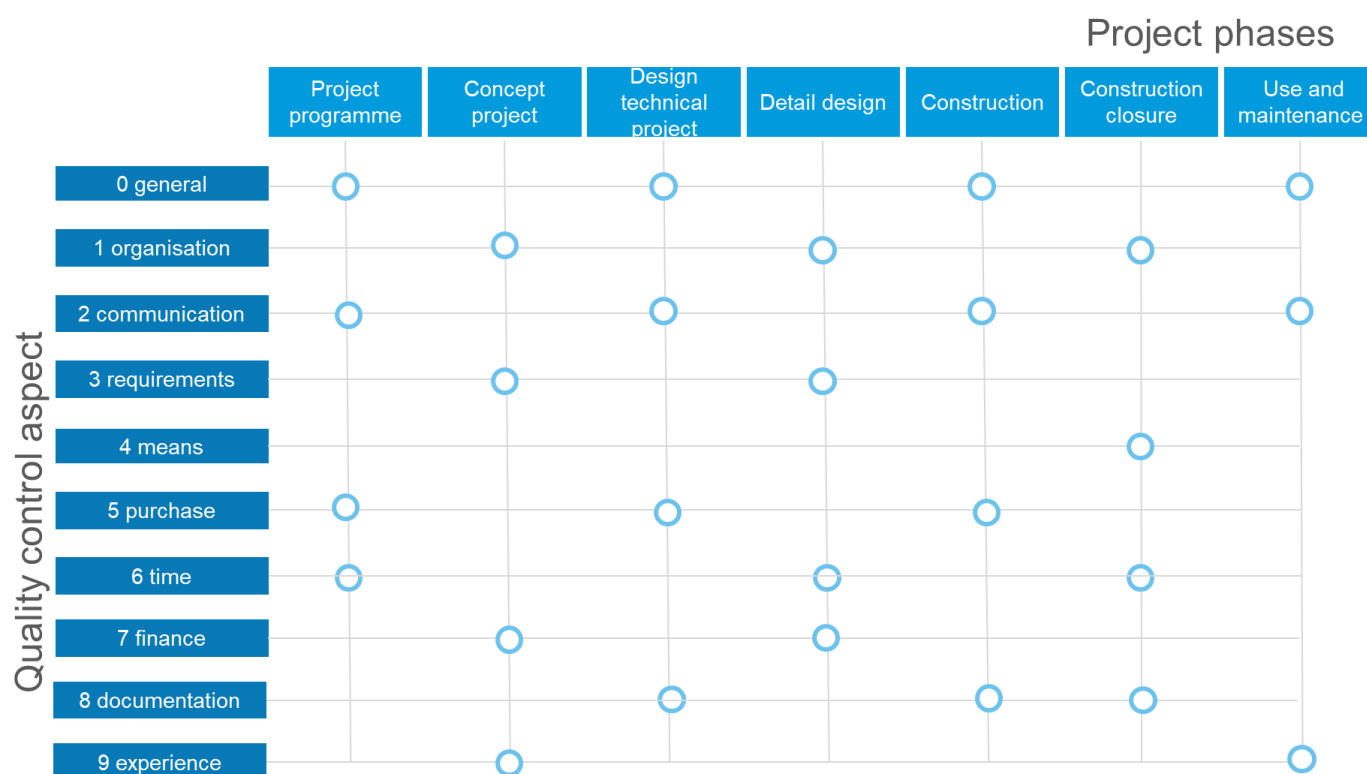 Project phases
Project
programme
Concept
project
Design
technical
project
Detail design
Construction
Construction
closure
Use and
maintenance
Quality control aspect
0 general
1 organisation
2 communication
3 requirements
4 means
5 purchase
6 time
7 finance
8 documentation
9 experience